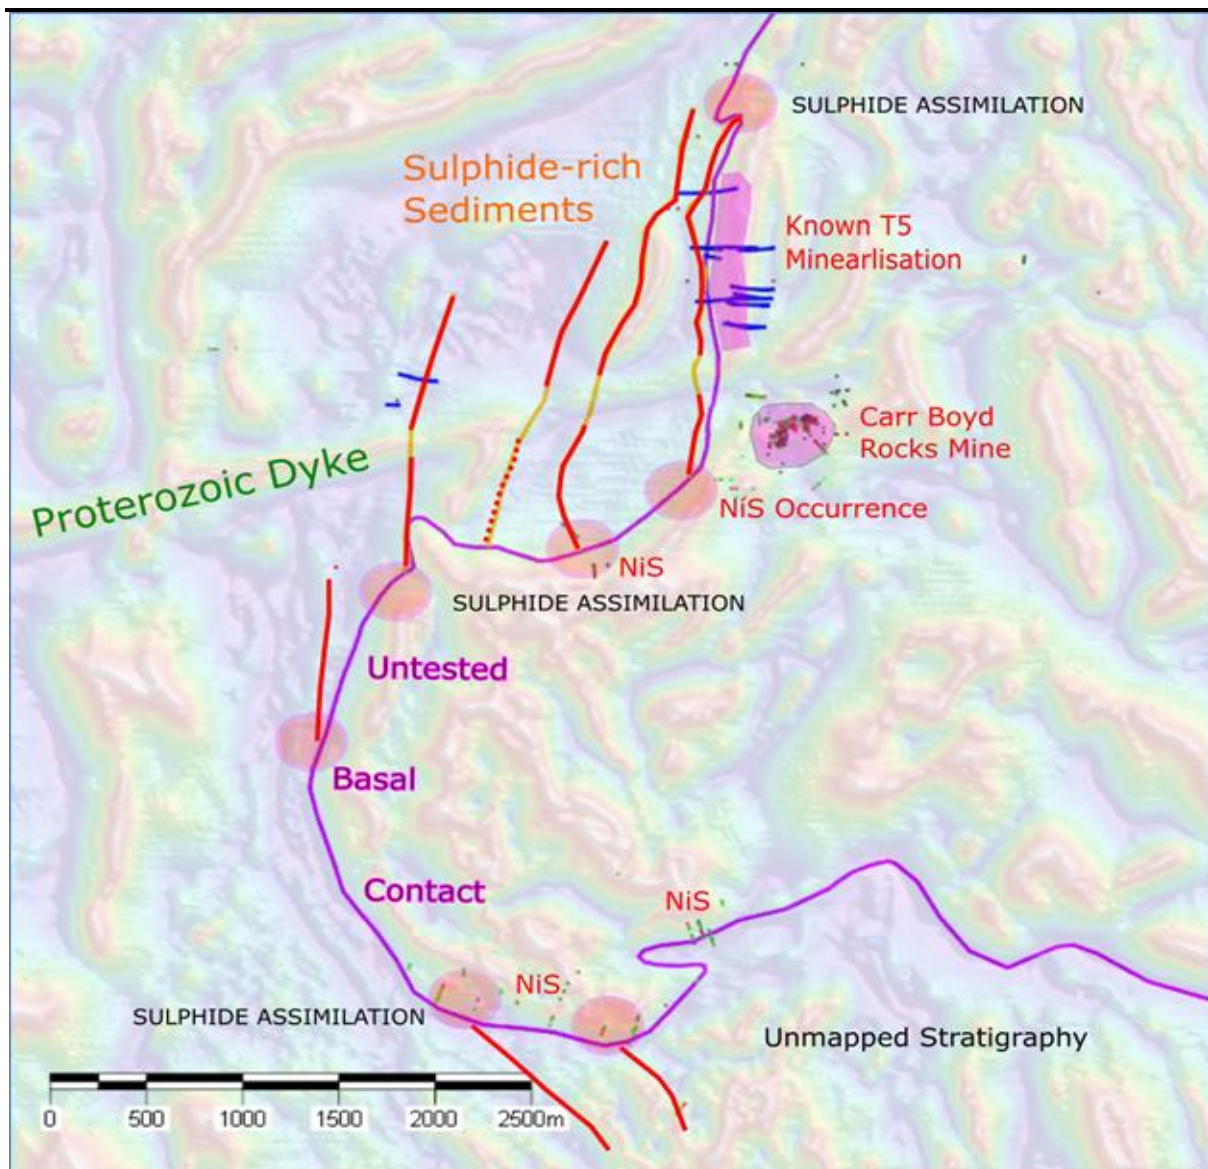 SULPHIDE ASSIMILATION
Sulphide-rich
Sediments
Known T5
Minearlisation
Carr Boyd
Rocks Mine
Proterozoic Dyke
NiS Occurrence
NiS
SULPHIDE ASSIMILATION
Untested
Basal
Contact
NiS
NiS
SULPHIDE ASSIMILATION
Unmapped Stratigraphy
0 500 1000 1500 2000 2500m